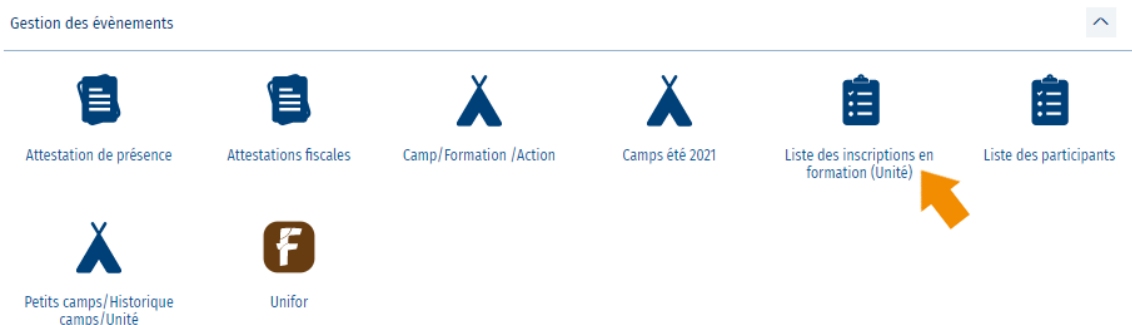 Gestion des évènements
Attestation de présence
Attestations fiscales
Camp/Formation /Action
Camps été 2021
Liste des inscriptions en
formation (Unité)
Liste des participants
Petits camps/Historique
camps/Unité
Unifor